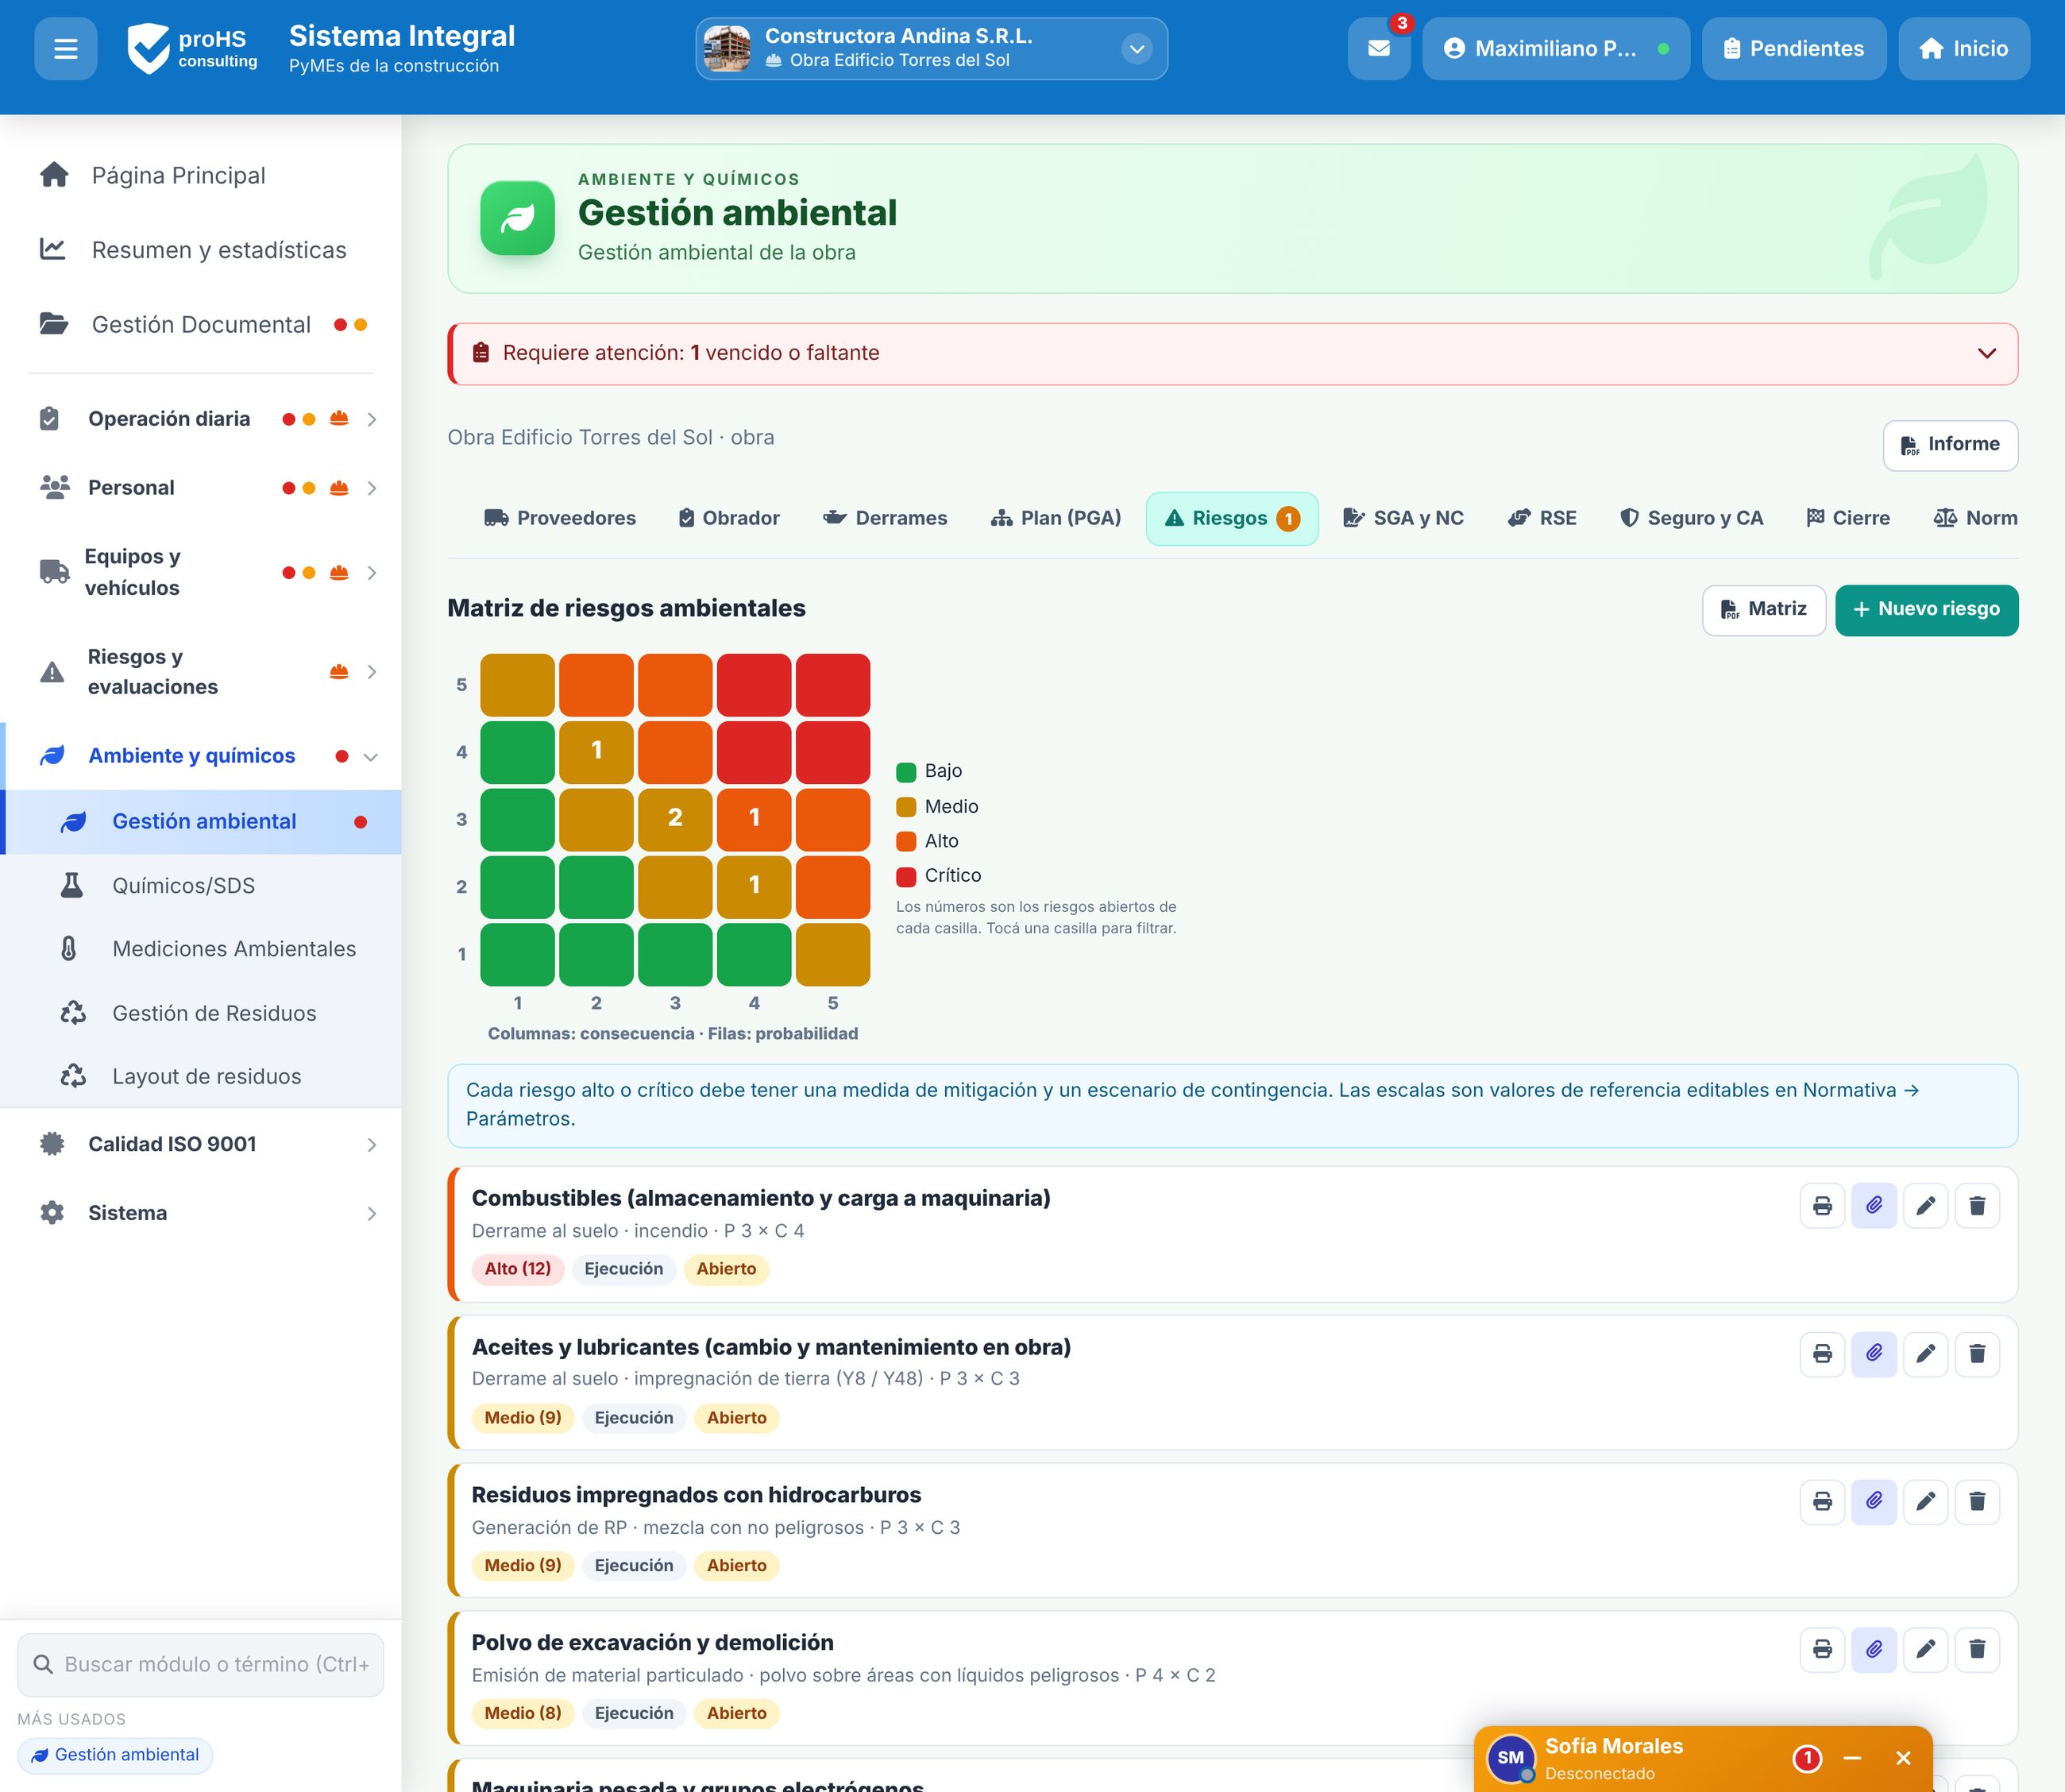 proHS
consulting
Sistema Integral
PyMEs de la construcción
Constructora Andina S.R.L.
Obra Edificio Torres del Sol
3
Maximiliano P...
Pendientes
Inicio
Página Principal
Resumen y estadísticas
Gestión Documental
Operación diaria
Personal
Equipos y
vehículos
Riesgos y
evaluaciones
Ambiente y químicos
Gestión ambiental
Químicos/SDS
Mediciones Ambientales
Gestión de Residuos
Layout de residuos
Calidad ISO 9001
Sistema
Buscar módulo o término (Ctrl+
MÁS USADOS
Gestión ambiental
AMBIENTE Y QUÍMICOS
Gestión ambiental
Gestión ambiental de la obra
Requiere atención: 1 vencido o faltante
Obra Edificio Torres del Sol · obra
PDF Informe
Proveedores
Obrador
Derrames
Plan (PGA)
Riesgos 1
SGA y NC
RSE
Seguro y CA
Cierre
Norm
Matriz de riesgos ambientales
PDF Matriz
+ Nuevo riesgo
5
4 1
3 2 1
2 1
1
1 2 3 4 5
Columnas: consecuencia · Filas: probabilidad
Bajo
Medio
Alto
Crítico
Los números son los riesgos abiertos de
cada casilla. Tocá una casilla para filtrar.
Cada riesgo alto o crítico debe tener una medida de mitigación y un escenario de contingencia. Las escalas son valores de referencia editables en Normativa →
Parámetros.
Combustibles (almacenamiento y carga a maquinaria)
Derrame al suelo · incendio · P 3 × C 4
Alto (12) Ejecución Abierto
Aceites y lubricantes (cambio y mantenimiento en obra)
Derrame al suelo · impregnación de tierra (Y8 / Y48) · P 3 × C 3
Medio (9) Ejecución Abierto
Residuos impregnados con hidrocarburos
Generación de RP · mezcla con no peligrosos · P 3 × C 3
Medio (9) Ejecución Abierto
Polvo de excavación y demolición
Emisión de material particulado · polvo sobre áreas con líquidos peligrosos · P 4 × C 2
Medio (8) Ejecución Abierto
Maquinaria pesada y grupos electrógenos
SM
Sofía Morales
Desconectado
1